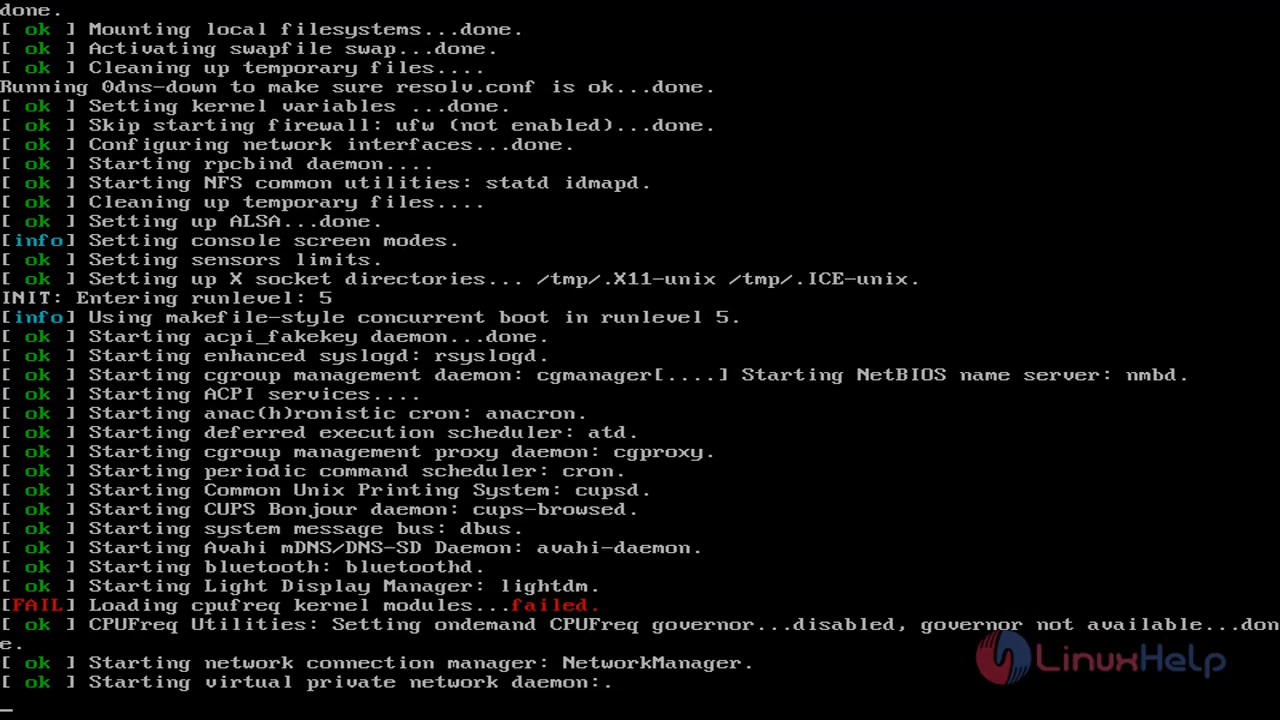 done.
[ ok ] Mounting local filesystems...done.
[ ok ] Activating swapfile swap...done.
[ ok ] Cleaning up temporary files....
Running 0dns-down to make sure resolv.conf is ok...done.
[ ok ] Setting kernel variables ...done.
[ ok ] Skip starting firewall: ufw (not enabled)...done.
[ ok ] Configuring network interfaces...done.
[ ok ] Starting rpcbind daemon....
[ ok ] Starting NFS common utilities: statd idmapd.
[ ok ] Cleaning up temporary files....
[ ok ] Setting up ALSA...done.
[info] Setting console screen modes.
[ ok ] Setting sensors limits.
[ ok ] Setting up X socket directories... /tmp/.X11-unix /tmp/.ICE-unix.
INIT: Entering runlevel: 5
[info] Using makefile-style concurrent boot in runlevel 5.
[ ok ] Starting acpi_fakekey daemon...done.
[ ok ] Starting enhanced syslogd: rsyslogd.
[ ok ] Starting cgroup management daemon: cgmanager[....] Starting NetBIOS name server: nmbd.
[ ok ] Starting ACPI services....
[ ok ] Starting anac(h)ronistic cron: anacron.
[ ok ] Starting deferred execution scheduler: atd.
[ ok ] Starting cgroup management proxy daemon: cgproxy.
[ ok ] Starting periodic command scheduler: cron.
[ ok ] Starting Common Unix Printing System: cupsd.
[ ok ] Starting CUPS Bonjour daemon: cups-browsed.
[ ok ] Starting system message bus: dbus.
[ ok ] Starting Avahi mDNS/DNS-SD Daemon: avahi-daemon.
[ ok ] Starting bluetooth: bluetoothd.
[ ok ] Starting Light Display Manager: lightdm.
[FAIL] Loading cpufreq kernel modules...failed.
[ ok ] CPUFreq Utilities: Setting ondemand CPUFreq governor...disabled, governor not available...don
e.
[ ok ] Starting network connection manager: NetworkManager.
[ ok ] Starting virtual private network daemon:.
_
LinuxHelp